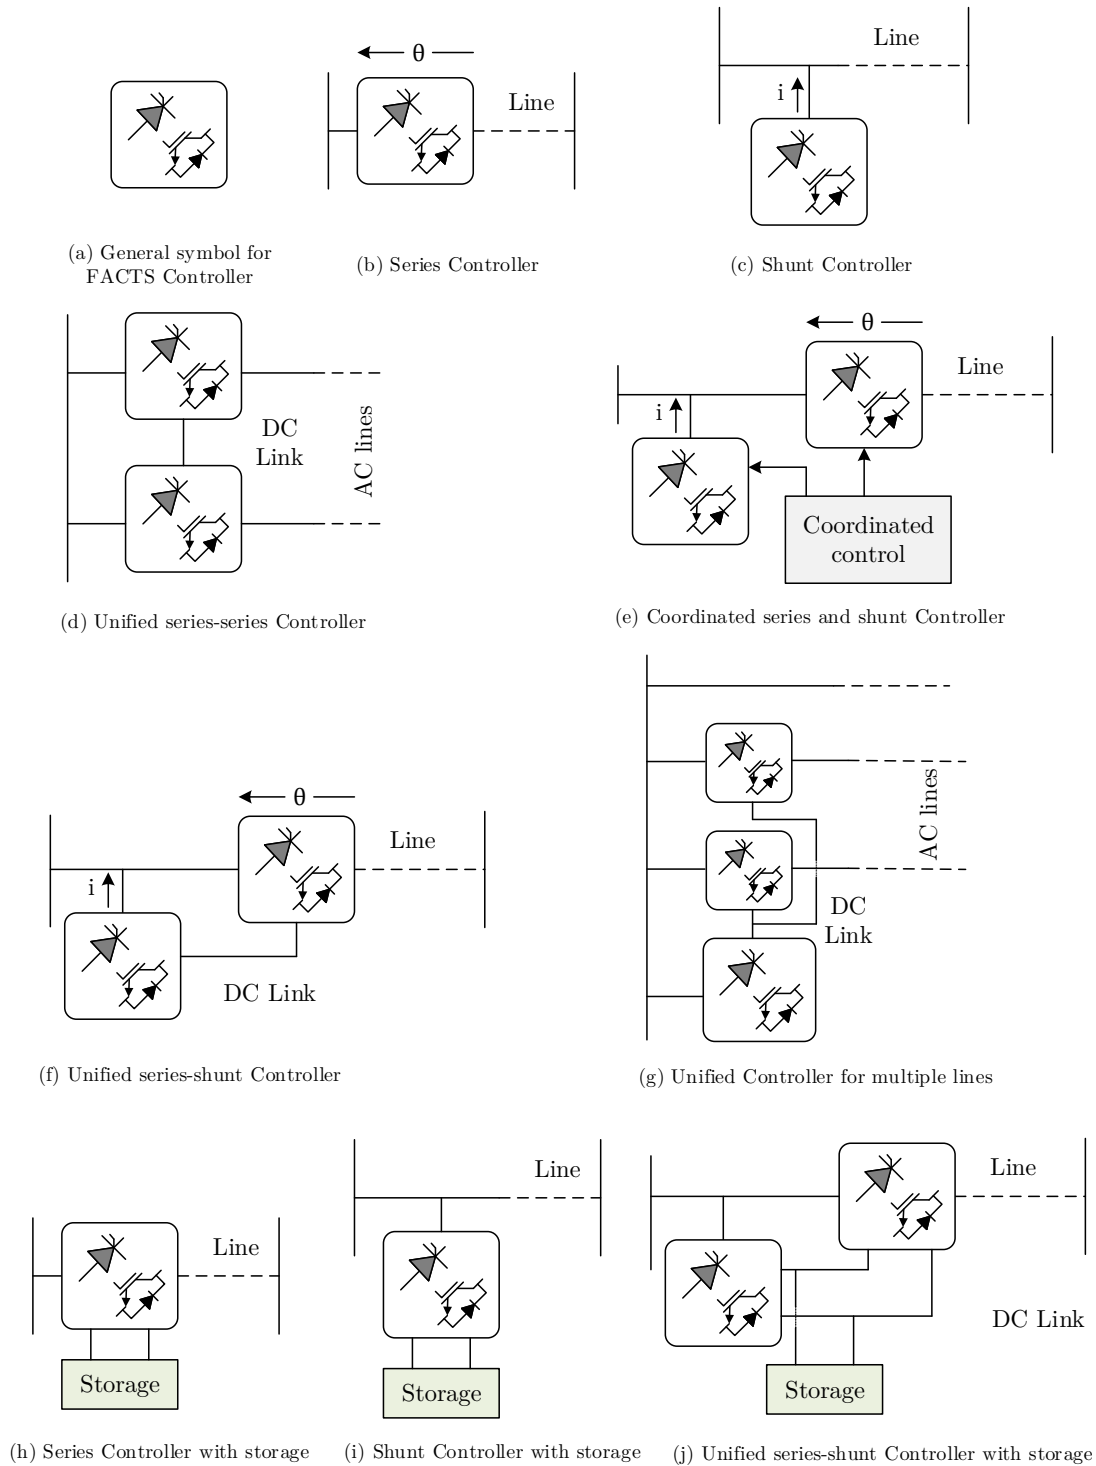 θ
Line
(a) General symbol for
FACTS Controller
(b) Series Controller
Line
i
(c) Shunt Controller
DC
Link
AC lines
(d) Unified series-series Controller
θ
Line
i
Coordinated
control
(e) Coordinated series and shunt Controller
θ
Line
i
DC Link
(f) Unified series-shunt Controller
AC lines
DC
Link
(g) Unified Controller for multiple lines
Line
Storage
(h) Series Controller with storage
Line
Storage
(i) Shunt Controller with storage
Line
DC Link
Storage
(j) Unified series-shunt Controller with storage